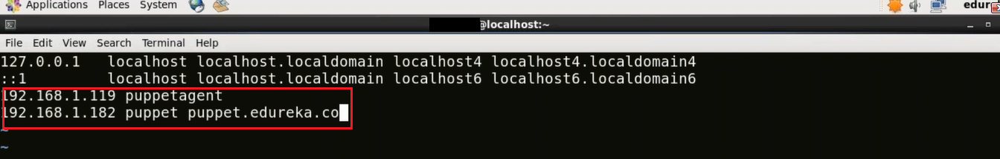 Applications Places System edur
@localhost:~
File Edit View Search Terminal Help
127.0.0.1 localhost localhost.localdomain localhost4 localhost4.localdomain4
::1 localhost localhost.localdomain localhost6 localhost6.localdomain6
192.168.1.119 puppetagent
192.168.1.182 puppet puppet.edureka.co
~
~